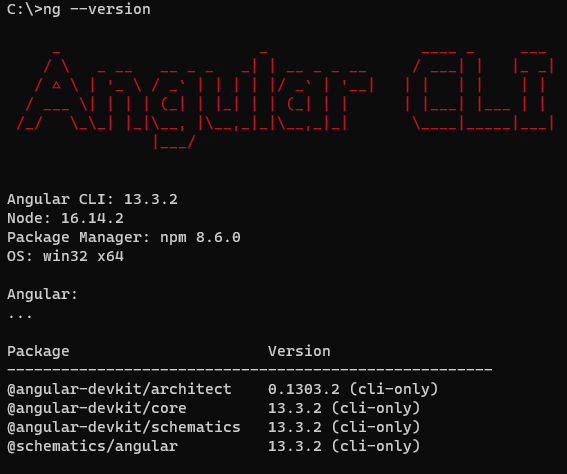 C:\>ng --version
Angular CLI
Angular CLI: 13.3.2
Node: 16.14.2
Package Manager: npm 8.6.0
OS: win32 x64
Angular:
...
Package                      Version
------------------------------------------------------
@angular-devkit/architect    0.1303.2 (cli-only)
@angular-devkit/core         13.3.2 (cli-only)
@angular-devkit/schematics   13.3.2 (cli-only)
@schematics/angular          13.3.2 (cli-only)